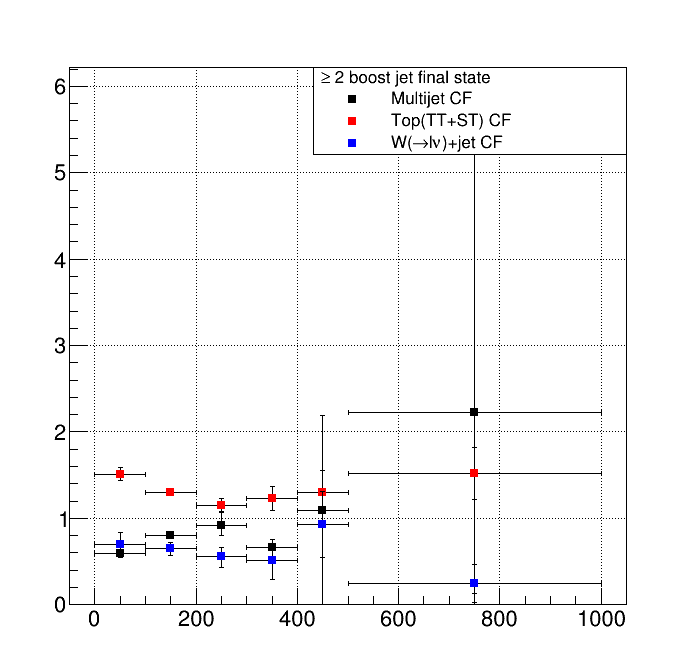 ≥ 2 boost jet final state
Multijet CF
Top(TT+ST) CF
W(→lν)+jet CF
6
5
4
3
2
1
0
0 200 400 600 800 1000